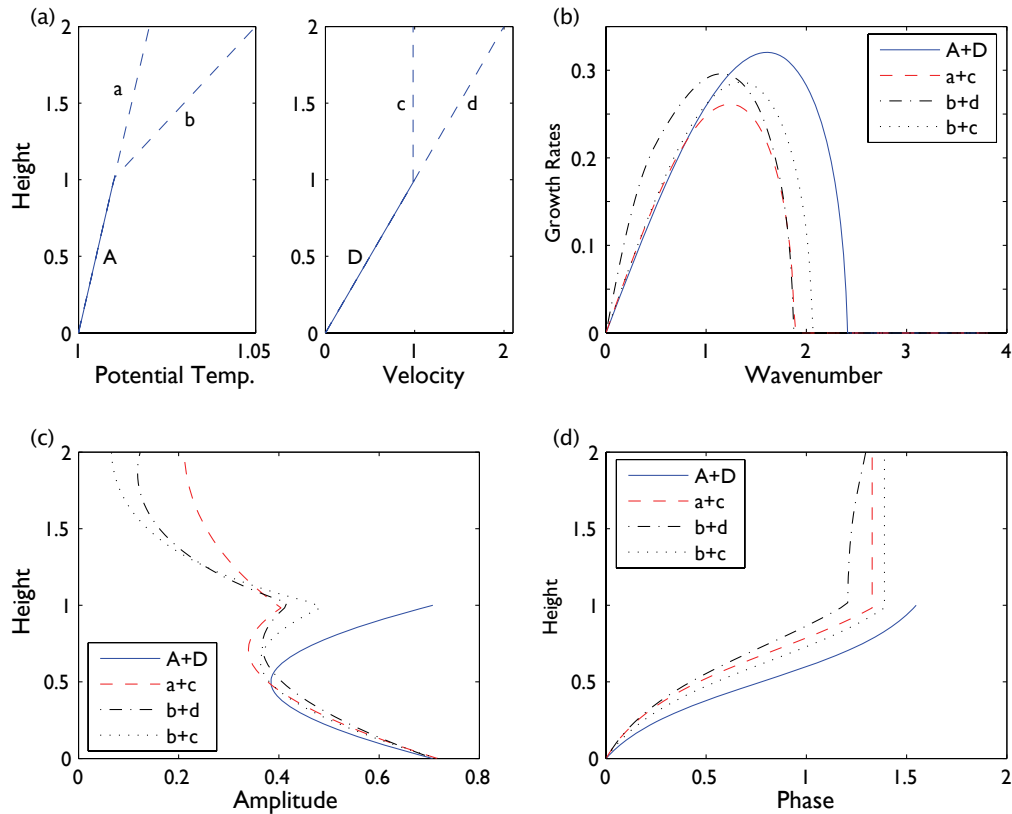 (a)
2
1.5
1
0.5
0
Height
a
b
A
1
1.05
Potential Temp.
2
1.5
1
0.5
0
c
d
D
0
1
2
Velocity
(b)
0.3
0.2
0.1
0
Growth Rates
A+D
a+c
b+d
b+c
0
1
2
3
4
Wavenumber
(c)
2
1.5
1
0.5
0
Height
A+D
a+c
b+d
b+c
0
0.2
0.4
0.6
0.8
Amplitude
(d)
2
1.5
1
0.5
0
Height
A+D
a+c
b+d
b+c
0
0.5
1
1.5
2
Phase